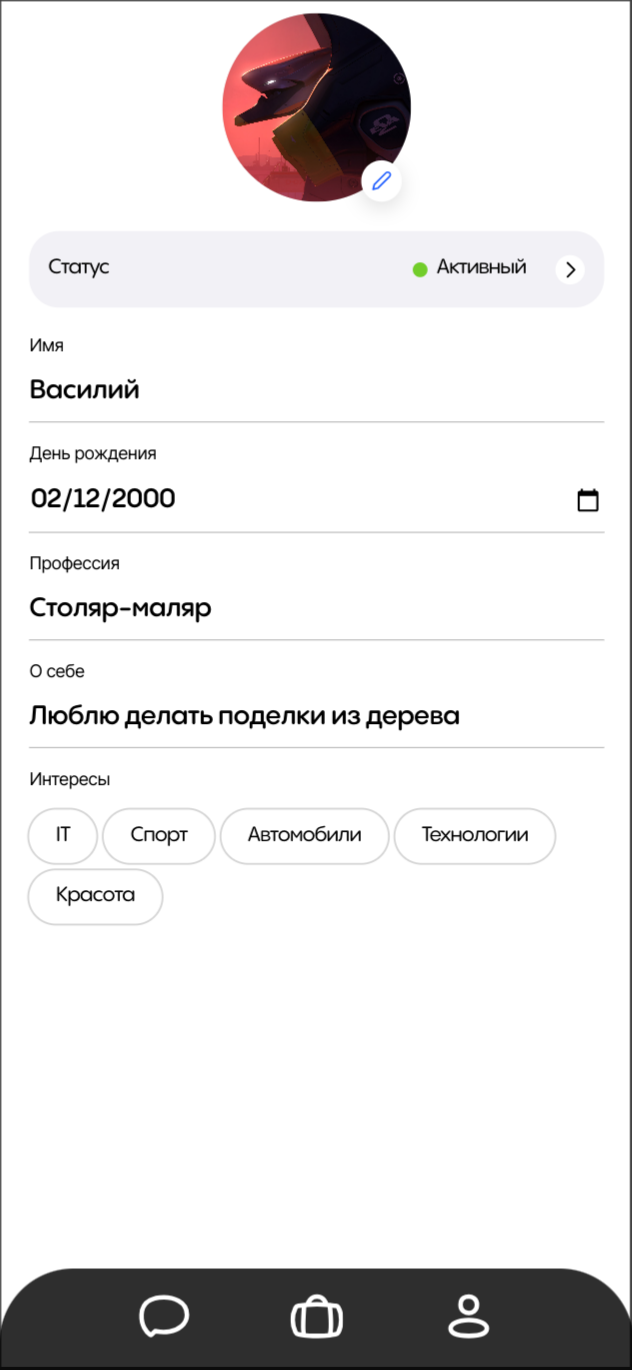 Статус Активный
Имя
Василий
День рождения
02/12/2000
Профессия
Столяр-маляр
О себе
Люблю делать поделки из дерева
Интересы
IT Спорт Автомобили Технологии
Красота